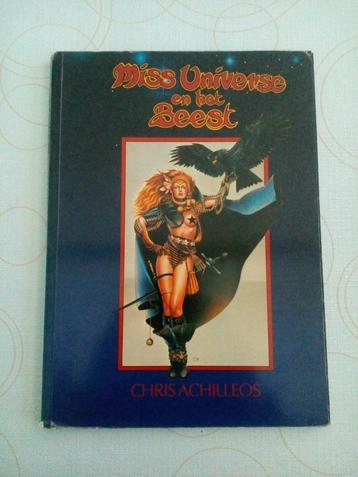 Miss Universe
en het
Beest
CHRIS ACHILLEOS